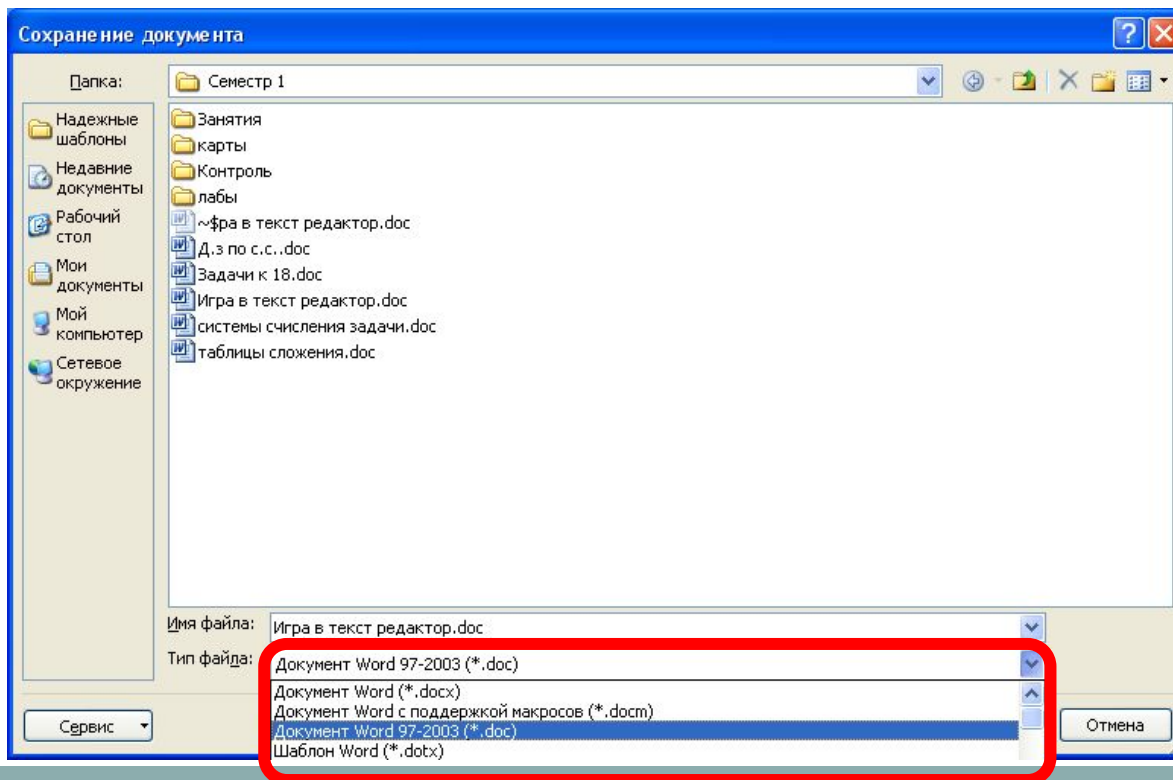 Сохранение документа
Папка:
Семестр 1
Надежные
шаблоны
Недавние
документы
Рабочий
стол
Мои
документы
Мой
компьютер
Сетевое
окружение
Занятия
карты
Контроль
лабы
~$ра в текст редактор.doc
Д.з по с.с..doc
Задачи к 18.doc
Игра в текст редактор.doc
системы счисления задачи.doc
таблицы сложения.doc
Имя файла: Игра в текст редактор.doc
Тип файла: Документ Word 97-2003 (*.doc)
Документ Word (*.docx)
Документ Word с поддержкой макросов (*.docm)
Документ Word 97-2003 (*.doc)
Шаблон Word (*.dotx)
Сервис
Отмена